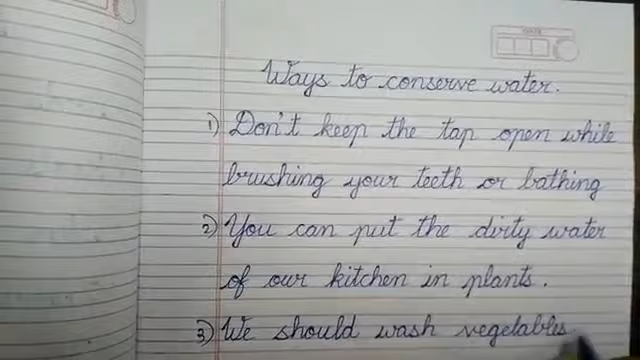 Ways to conserve water.
1) Don't keep the tap open while
brushing your teeth or bathing
2) You can put the dirty water
of our kitchen in plants.
3) We should wash vegetables